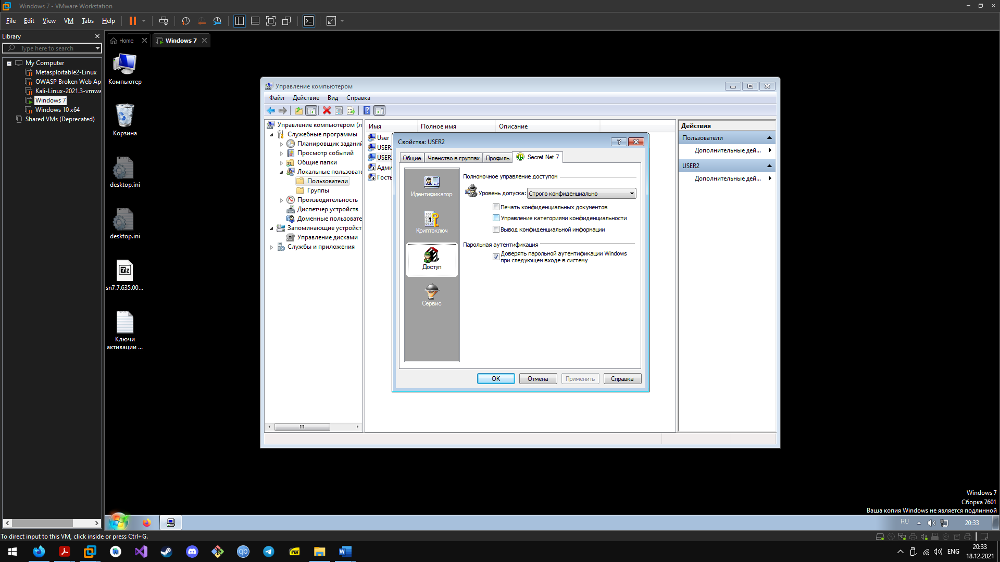 Windows 7 - VMware Workstation
File Edit View VM Tabs Help
Library
Type here to search
My Computer
Metasploitable2-Linux
OWASP Broken Web Ap
Kali-Linux-2021.3-vmwa
Windows 7
Windows 10 x64
Shared VMs (Deprecated)
Home
Windows 7
Компьютер
Корзина
desktop.ini
desktop.ini
7z
sn7.7.635.00...
Ключи
активации ...
Управление компьютером
Файл Действие Вид Справка
Управление компьютером (л
Служебные программы
Планировщик заданий
Просмотр событий
Общие папки
Локальные пользовате
Пользователи
Группы
Производительность
Диспетчер устройств
Доменные пользовате
Запоминающие устройст
Управление дисками
Службы и приложения
Имя Полное имя Описание
User
USER
USER
Адми
Гость
Действия
Пользователи
Дополнительные дей...
USER2
Дополнительные дей...
Свойства: USER2
Общие Членство в группах Профиль Secret Net 7
Идентификатор
Криптоключ
Доступ
Сервис
Полномочное управление доступом
Уровень допуска: Строго конфиденциально
Печать конфиденциальных документов
Управление категориями конфиденциальности
Вывод конфиденциальной информации
Парольная аутентификация
Доверять парольной аутентификации Windows
при следующем входе в систему
OK Отмена Применить Справка
Windows 7
Сборка 7601
Ваша копия Windows не является подлинной
RU 20:33
To direct input to this VM, click inside or press Ctrl+G.
qb
PDF
W
ENG
20:33
18.12.2021